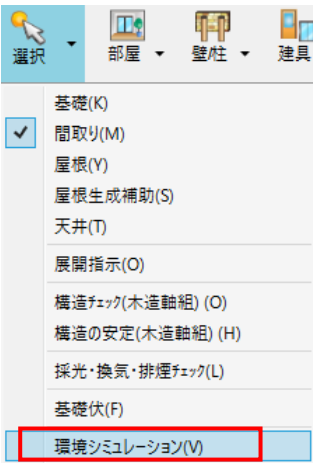 選択
部屋
壁/柱
建具
基礎(K)
間取り(M)
屋根(Y)
屋根生成補助(S)
天井(T)
展開指示(O)
構造ﾁｪｯｸ(木造軸組) (O)
構造の安定(木造軸組) (H)
採光・換気・排煙ﾁｪｯｸ(L)
基礎伏(F)
環境シミュレーション(V)